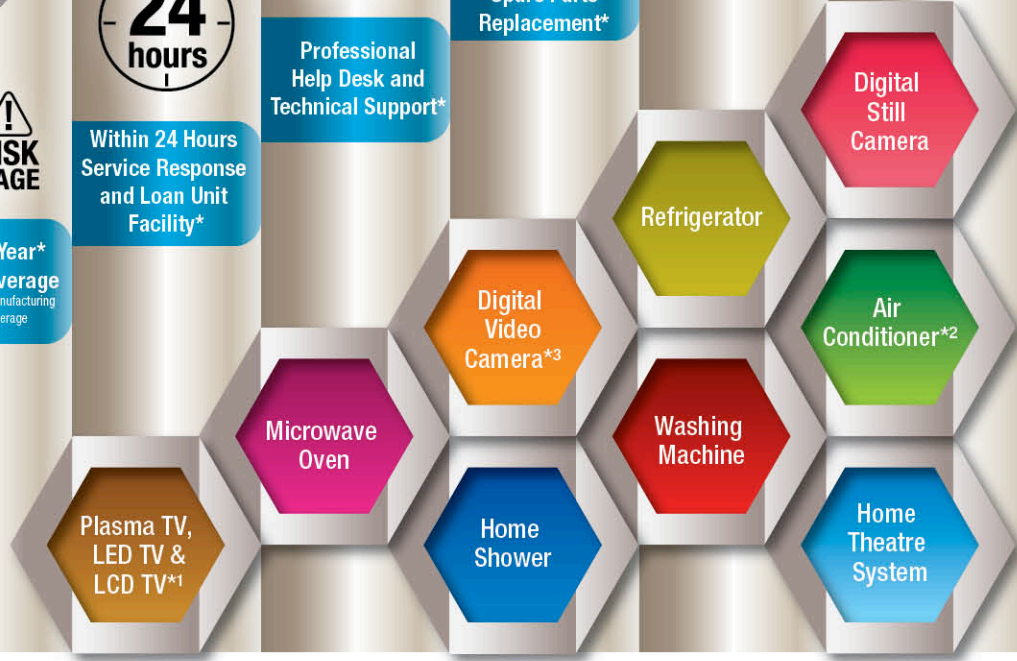 24
hours
Replacement*
Professional
Help Desk and
Technical Support*
Within 24 Hours
Service Response
and Loan Unit
Facility*
Year*
Digital
Still
Camera
Refrigerator
Digital
Video
Camera*3
Air
Conditioner*2
Microwave
Oven
Washing
Machine
Plasma TV,
LED TV &
LCD TV*1
Home
Shower
Home
Theatre
System